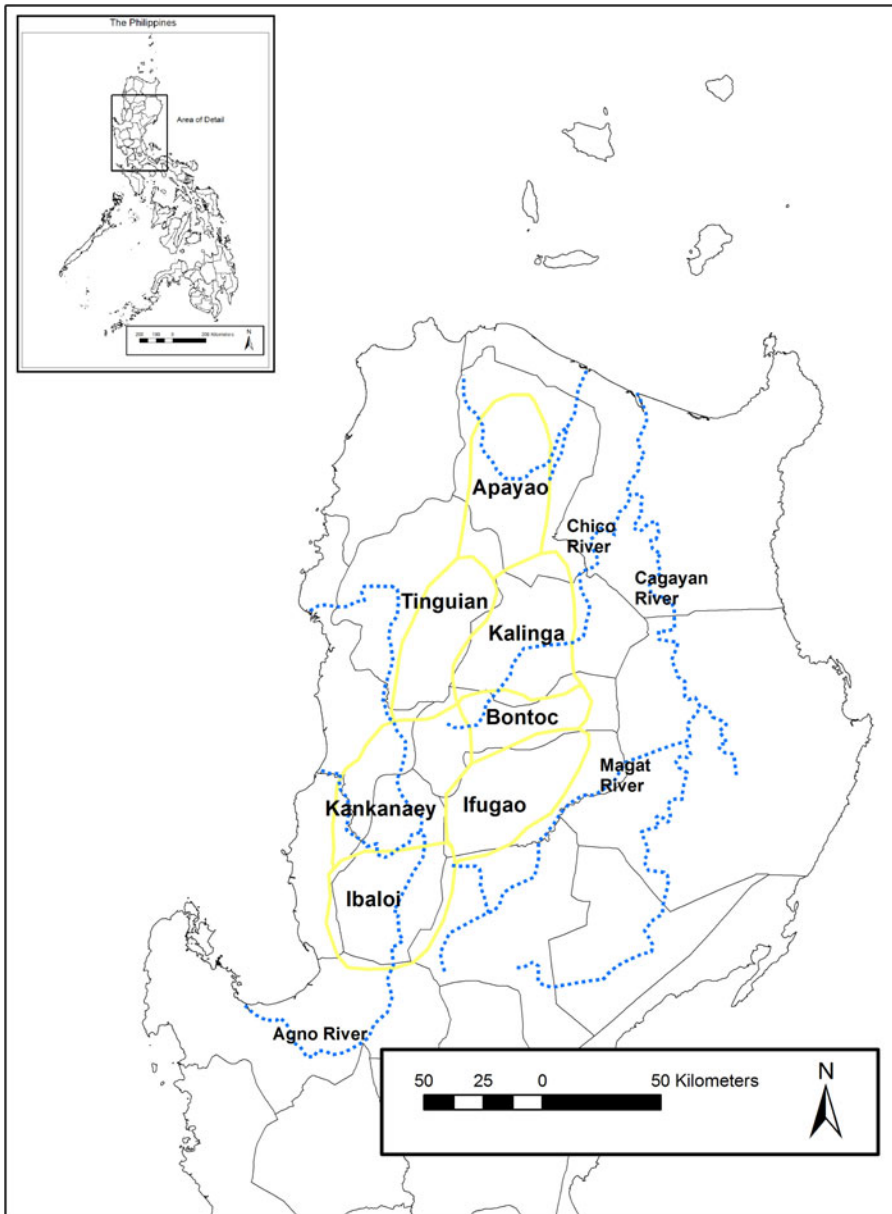 The Philippines
Area of Detail
N
Apayao
Chico
River
Cagayan
River
Tinguian
Kalinga
Bontoc
Magat
River
Kankanaey
Ifugao
Ibaloi
Agno River
50 25 0 50 Kilometers
N